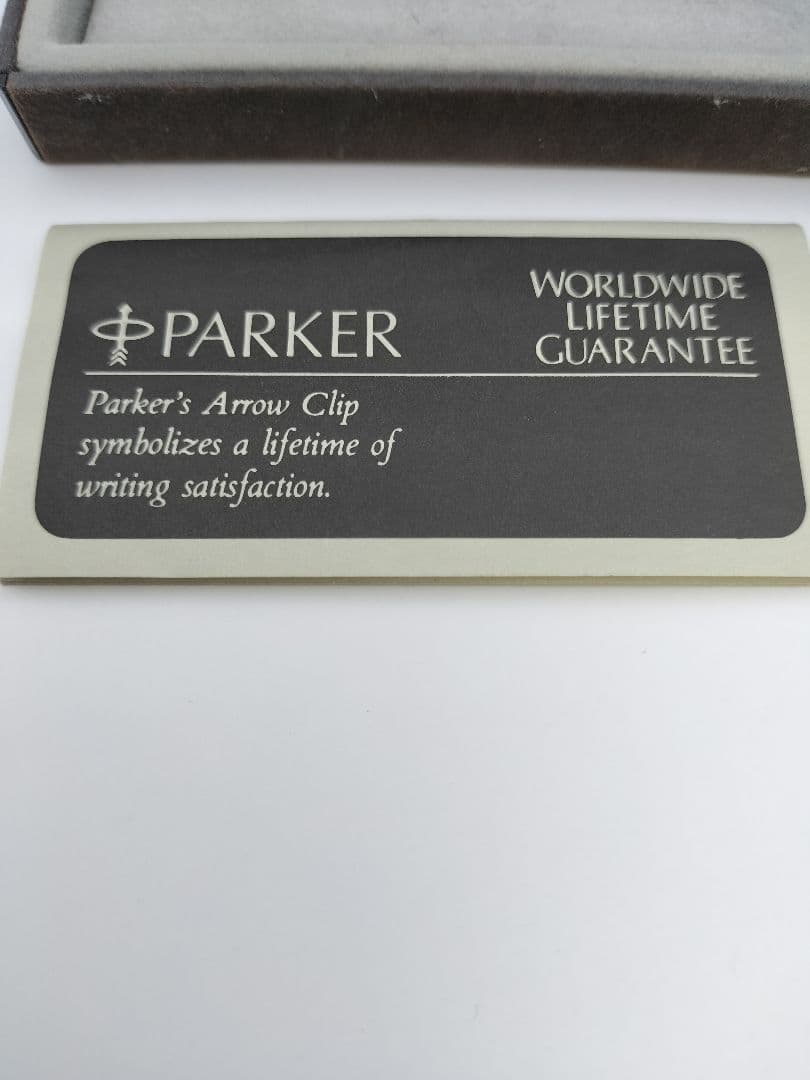 PARKER
WORLDWIDE
LIFETIME
GUARANTEE
Parker's Arrow Clip
symbolizes a lifetime of
writing satisfaction.